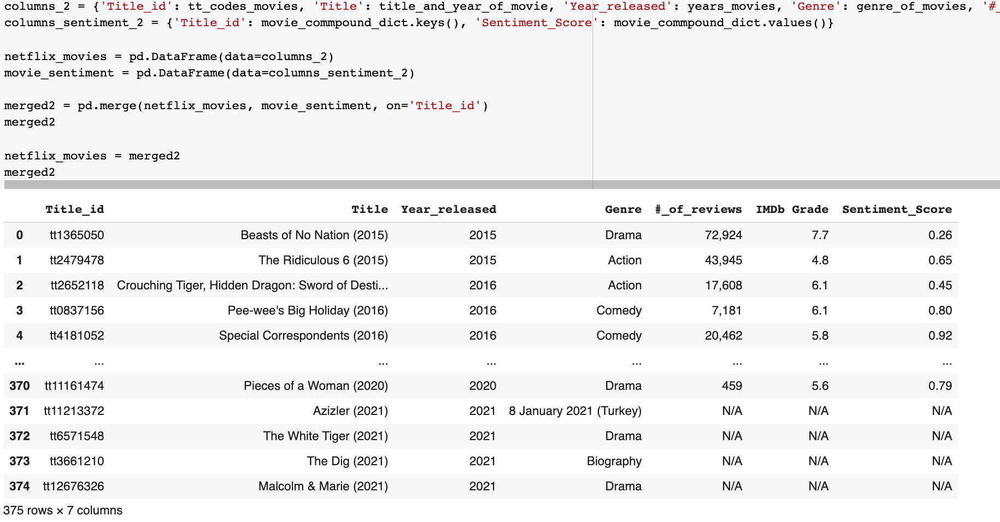 columns_2 = {'Title_id': tt_codes_movies, 'Title': title_and_year_of_movie, 'Year_released': years_movies, 'Genre': genre_of_movies, '#_
columns_sentiment_2 = {'Title_id': movie_commpound_dict.keys(), 'Sentiment_Score': movie_commpound_dict.values()}
netflix_movies = pd.DataFrame(data=columns_2)
movie_sentiment = pd.DataFrame(data=columns_sentiment_2)
merged2 = pd.merge(netflix_movies, movie_sentiment, on='Title_id')
merged2
netflix_movies = merged2
merged2
Title_id Title Year_released Genre #_of_reviews IMDb Grade Sentiment_Score
0 tt1365050 Beasts of No Nation (2015) 2015 Drama 72,924 7.7 0.26
1 tt2479478 The Ridiculous 6 (2015) 2015 Action 43,945 4.8 0.65
2 tt2652118 Crouching Tiger, Hidden Dragon: Sword of Desti... 2016 Action 17,608 6.1 0.45
3 tt0837156 Pee-wee's Big Holiday (2016) 2016 Comedy 7,181 6.1 0.80
4 tt4181052 Special Correspondents (2016) 2016 Comedy 20,462 5.8 0.92
... ... ... ... ... ... ... ...
370 tt11161474 Pieces of a Woman (2020) 2020 Drama 459 5.6 0.79
371 tt11213372 Azizler (2021) 2021 8 January 2021 (Turkey) N/A N/A N/A
372 tt6571548 The White Tiger (2021) 2021 Drama N/A N/A N/A
373 tt3661210 The Dig (2021) 2021 Biography N/A N/A N/A
374 tt12676326 Malcolm & Marie (2021) 2021 Drama N/A N/A N/A
375 rows × 7 columns